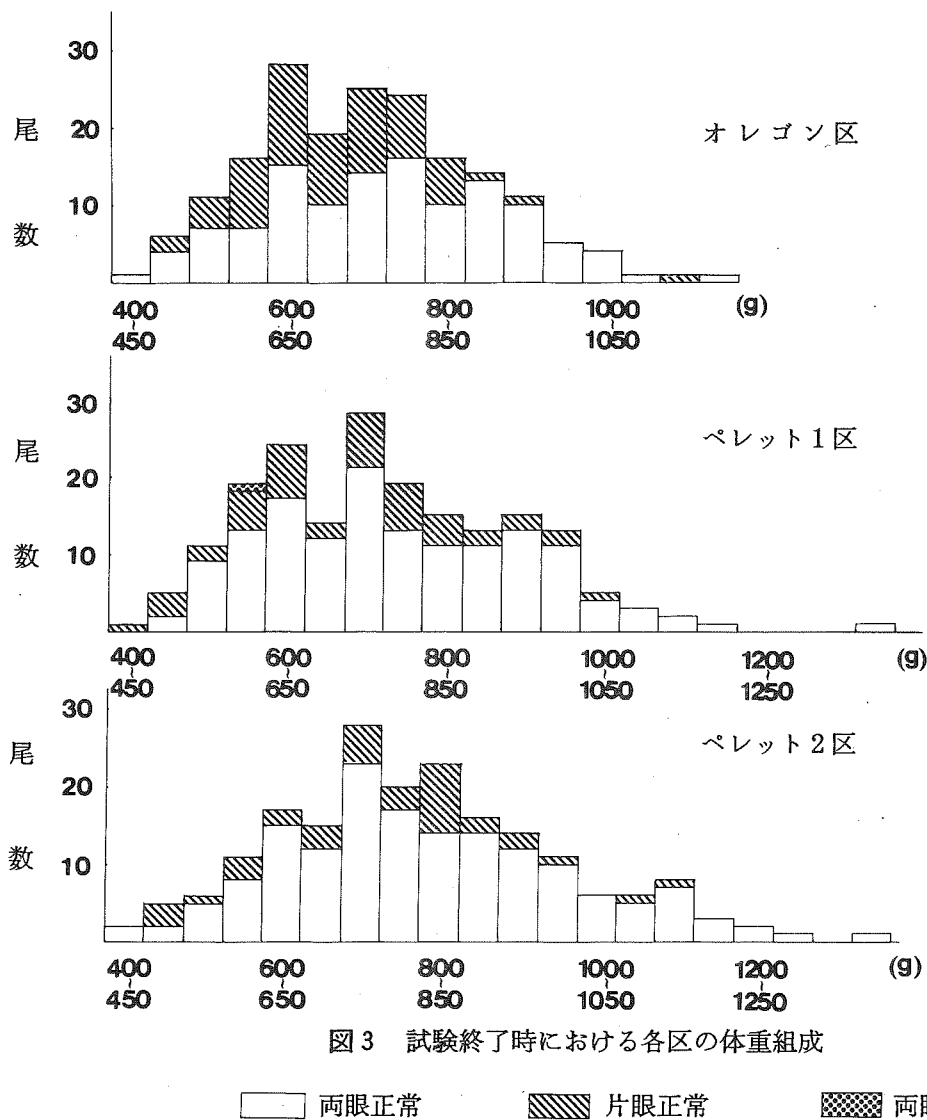 30
尾
20
オレゴン区
数
10
400 600 800 1000 (g)
~ ~ ~ ~
450 650 850 1050
30
尾
ペレット1区
20
数
10
400 600 800 1000 1200 (g)
~ ~ ~ ~ ~
450 650 850 1050 1250
30
尾
ペレット2区
20
数
10
400 600 800 1000 1200 (g)
~ ~ ~ ~ ~
450 650 850 1050 1250
図3 試験終了時における各区の体重組成
両眼正常 片眼正常 両眼